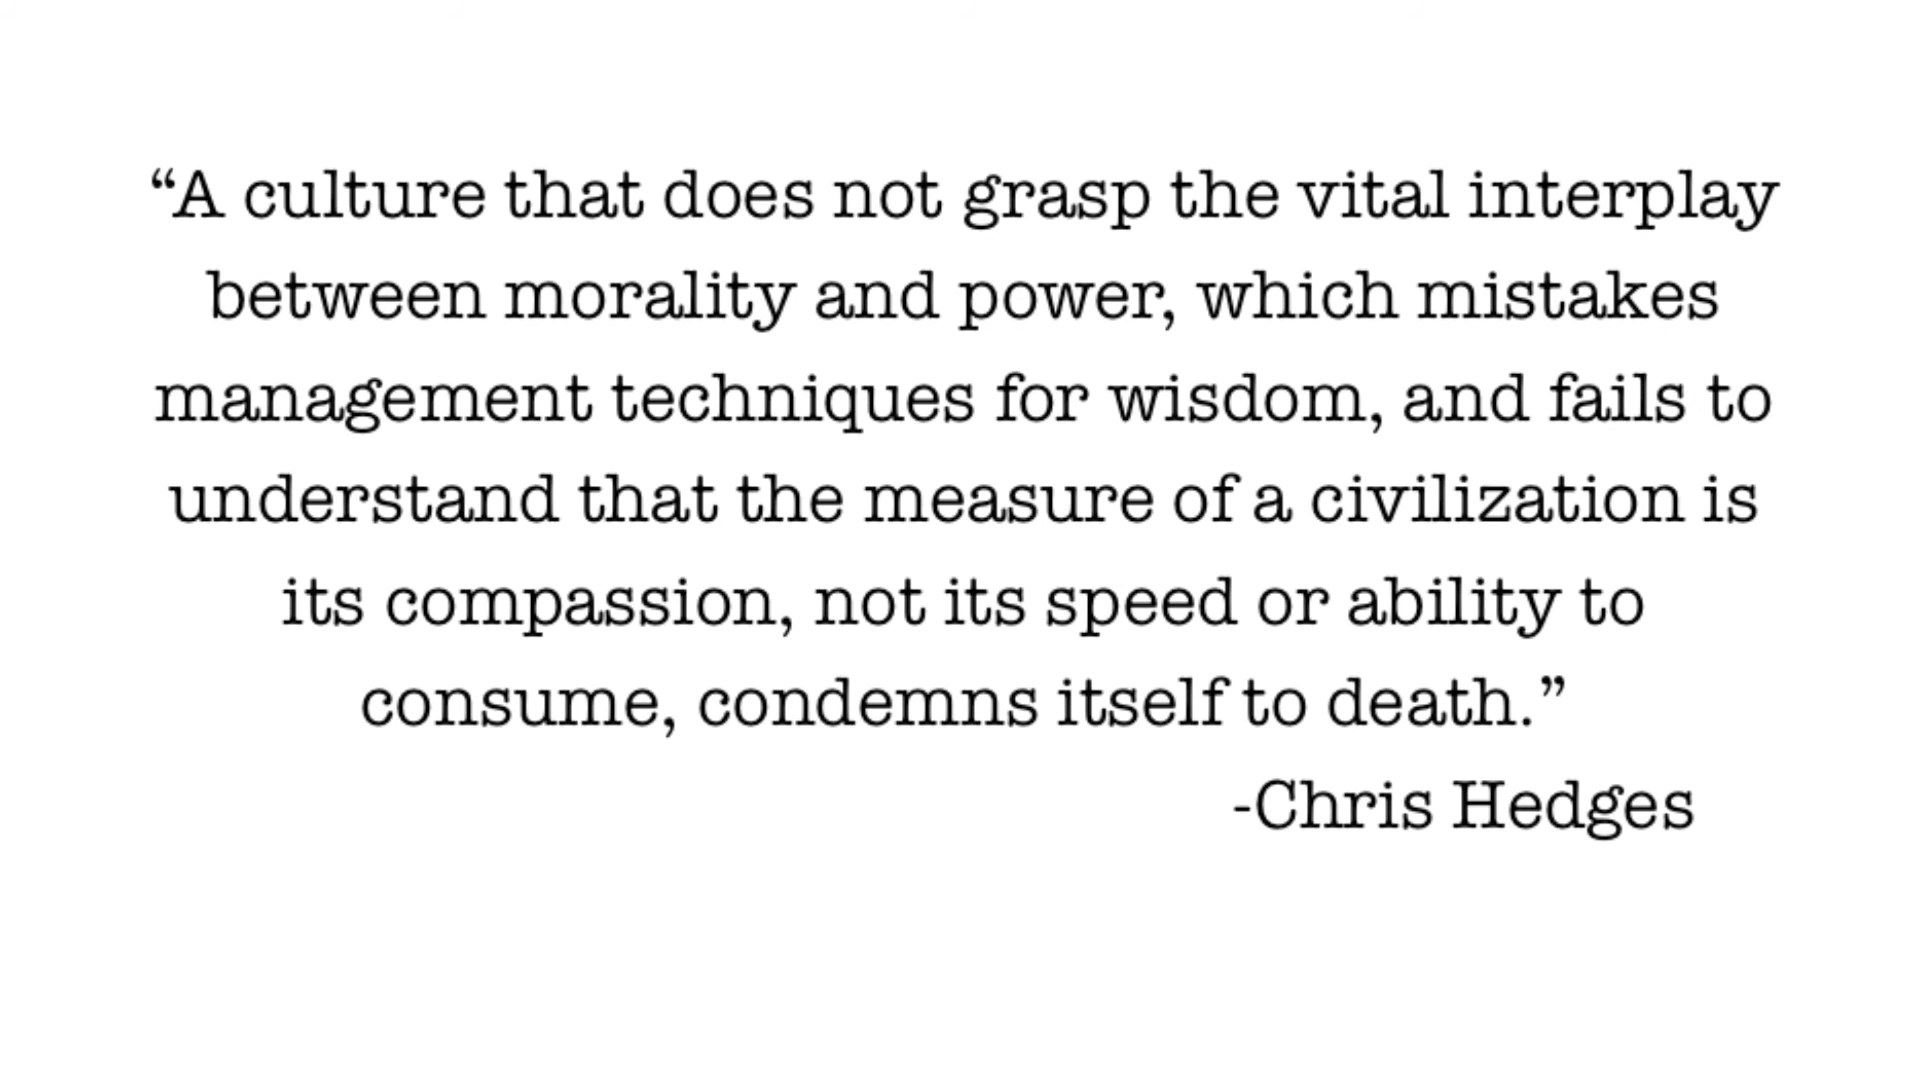 “A culture that does not grasp the vital interplay
between morality and power, which mistakes
management techniques for wisdom, and fails to
understand that the measure of a civilization is
its compassion, not its speed or ability to
consume, condemns itself to death.”
-Chris Hedges